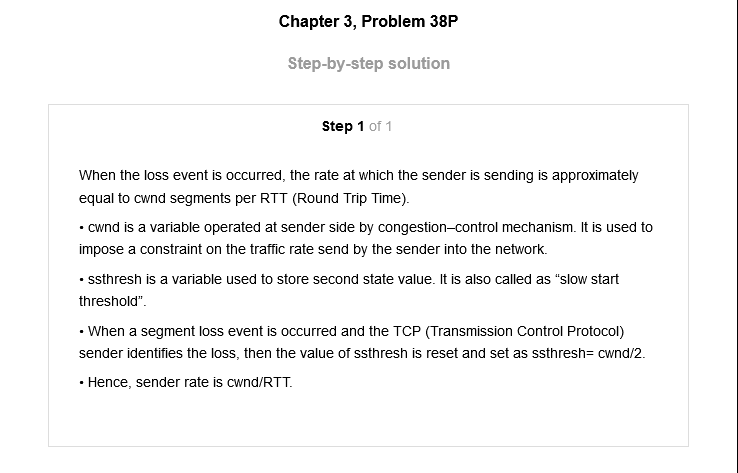 Chapter 3, Problem 38P
Step-by-step solution
Step 1 of 1
When the loss event is occurred, the rate at which the sender is sending is approximately
equal to cwnd segments per RTT (Round Trip Time).
• cwnd is a variable operated at sender side by congestion–control mechanism. It is used to
impose a constraint on the traffic rate send by the sender into the network.
• ssthresh is a variable used to store second state value. It is also called as “slow start
threshold”.
• When a segment loss event is occurred and the TCP (Transmission Control Protocol)
sender identifies the loss, then the value of ssthresh is reset and set as ssthresh= cwnd/2.
• Hence, sender rate is cwnd/RTT.